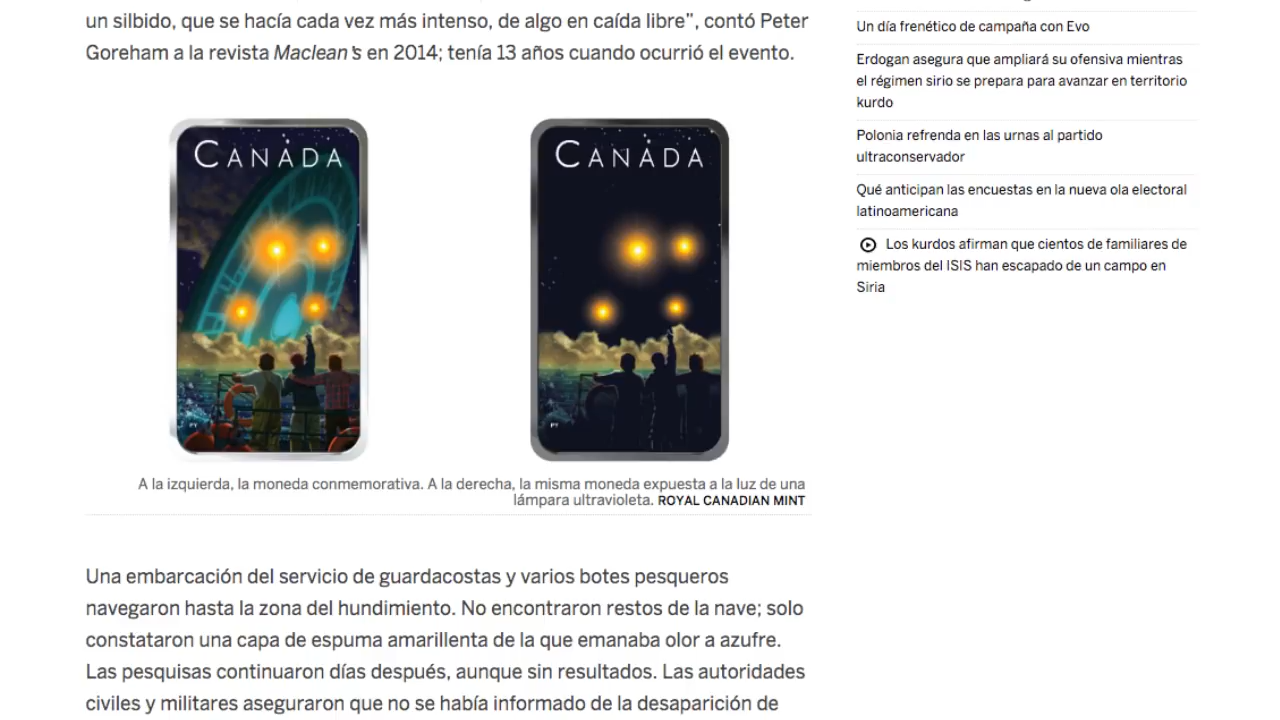 un silbido, que se hacía cada vez más intenso, de algo en caída libre”, contó Peter
Goreham a la revista Maclean’s en 2014; tenía 13 años cuando ocurrió el evento.
CANADA
CANADA
PY
PY
A la izquierda, la moneda conmemorativa. A la derecha, la misma moneda expuesta a la luz de una
lámpara ultravioleta. ROYAL CANADIAN MINT
Una embarcación del servicio de guardacostas y varios botes pesqueros
navegaron hasta la zona del hundimiento. No encontraron restos de la nave; solo
constataron una capa de espuma amarillenta de la que emanaba olor a azufre.
Las pesquisas continuaron días después, aunque sin resultados. Las autoridades
civiles y militares aseguraron que no se había informado de la desaparición de
Un día frenético de campaña con Evo
Erdogan asegura que ampliará su ofensiva mientras
el régimen sirio se prepara para avanzar en territorio
kurdo
Polonia refrenda en las urnas al partido
ultraconservador
Qué anticipan las encuestas en la nueva ola electoral
latinoamericana
Los kurdos afirman que cientos de familiares de
miembros del ISIS han escapado de un campo en
Siria